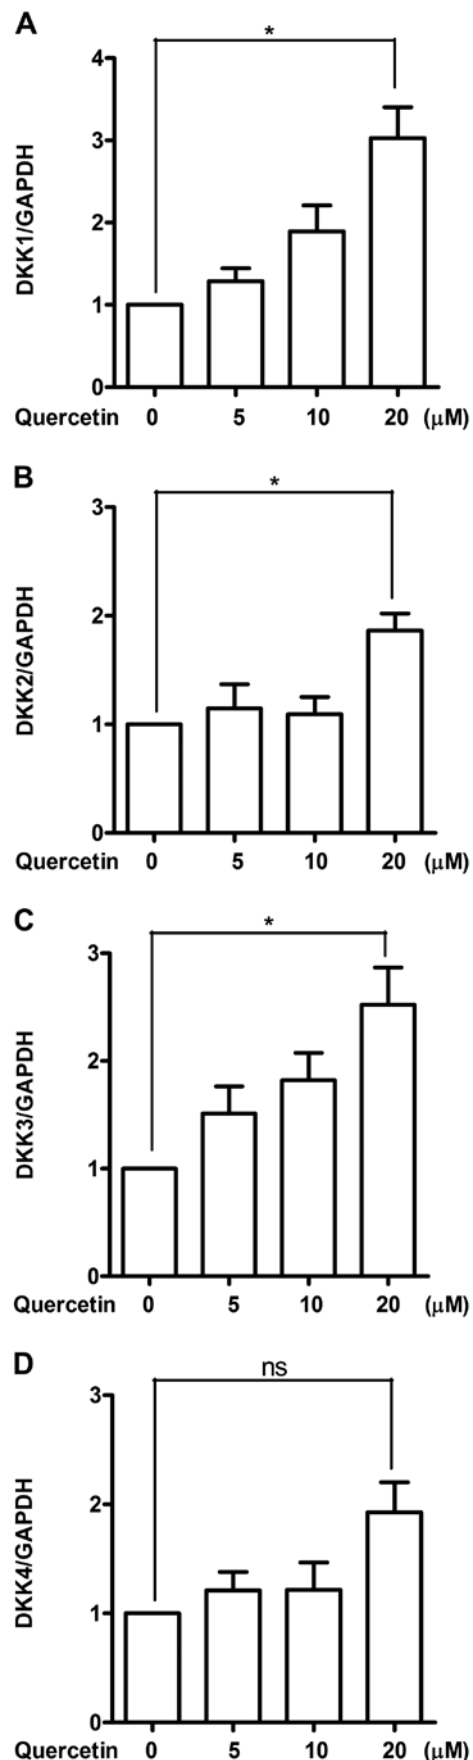 A
*
4
3
2
1
0
DKK1/GAPDH
Quercetin 0 5 10 20 (μM)
B
*
3
2
1
0
DKK2/GAPDH
Quercetin 0 5 10 20 (μM)
C
*
3
2
1
0
DKK3/GAPDH
Quercetin 0 5 10 20 (μM)
D
ns
3
2
1
0
DKK4/GAPDH
Quercetin 0 5 10 20 (μM)